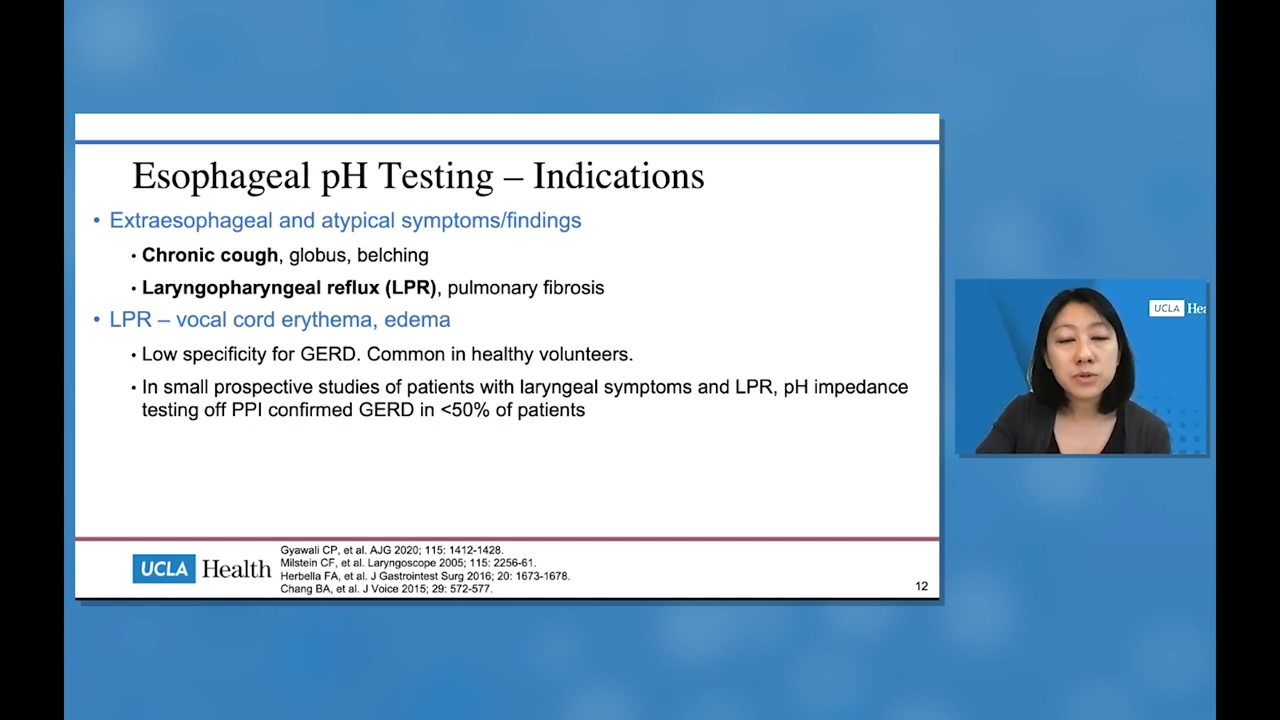 Esophageal pH Testing – Indications
• Extraesophageal and atypical symptoms/findings
• Chronic cough, globus, belching
• Laryngopharyngeal reflux (LPR), pulmonary fibrosis
• LPR – vocal cord erythema, edema
• Low specificity for GERD. Common in healthy volunteers.
• In small prospective studies of patients with laryngeal symptoms and LPR, pH impedance
testing off PPI confirmed GERD in <50% of patients
UCLA Health
Gyawali CP, et al. AJG 2020; 115: 1412-1428.
Milstein CF, et al. Laryngoscope 2005; 115: 2256-61.
Herbella FA, et al. J Gastrointest Surg 2016; 20: 1673-1678.
Chang BA, et al. J Voice 2015; 29: 572-577.
12
UCLA Hea